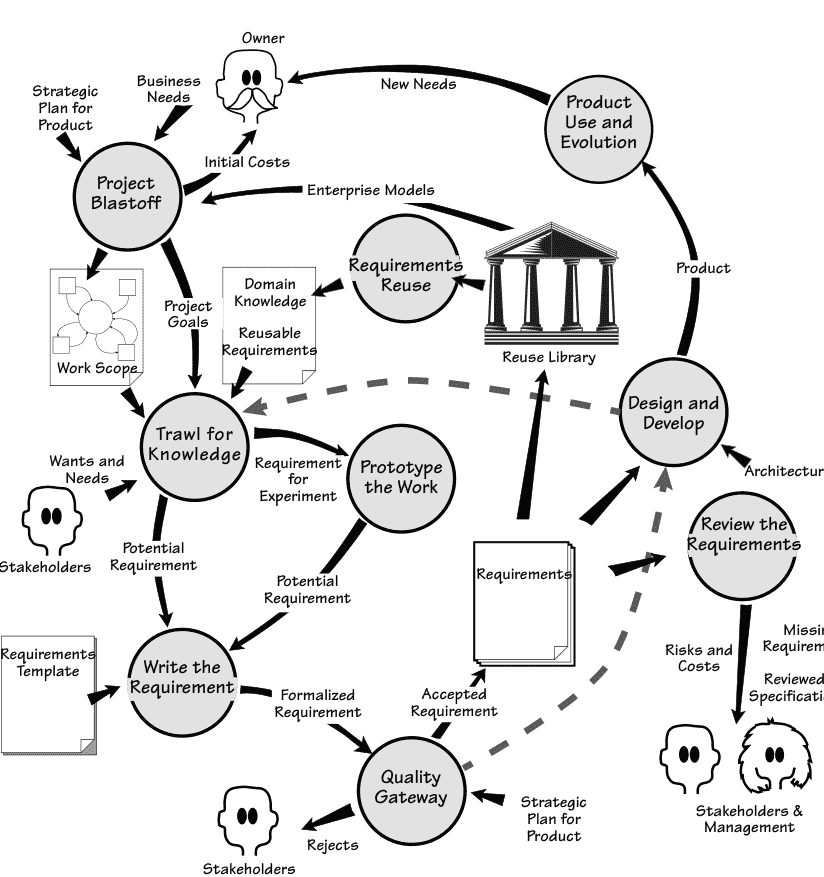 Owner
Strategic
Plan for
Product
Business
Needs
New Needs
Product
Use and
Evolution
Initial Costs
Project
Blastoff
Enterprise Models
Requirements
Reuse
Domain
Knowledge
Reusable
Requirements
Project
Goals
Work Scope
Reuse Library
Product
Trawl for
Knowledge
Design and
Develop
Wants and
Needs
Stakeholders
Requirement
for
Experiment
Prototype
the Work
Architectur
Review the
Requirements
Potential
Requirement
Potential
Requirement
Requirements
Requirements
Template
Write the
Requirement
Risks and
Costs
Missin
Requirem
Reviewed
Specificati
Formalized
Requirement
Accepted
Requirement
Quality
Gateway
Strategic
Plan for
Product
Rejects
Stakeholders
Stakeholders &
Management